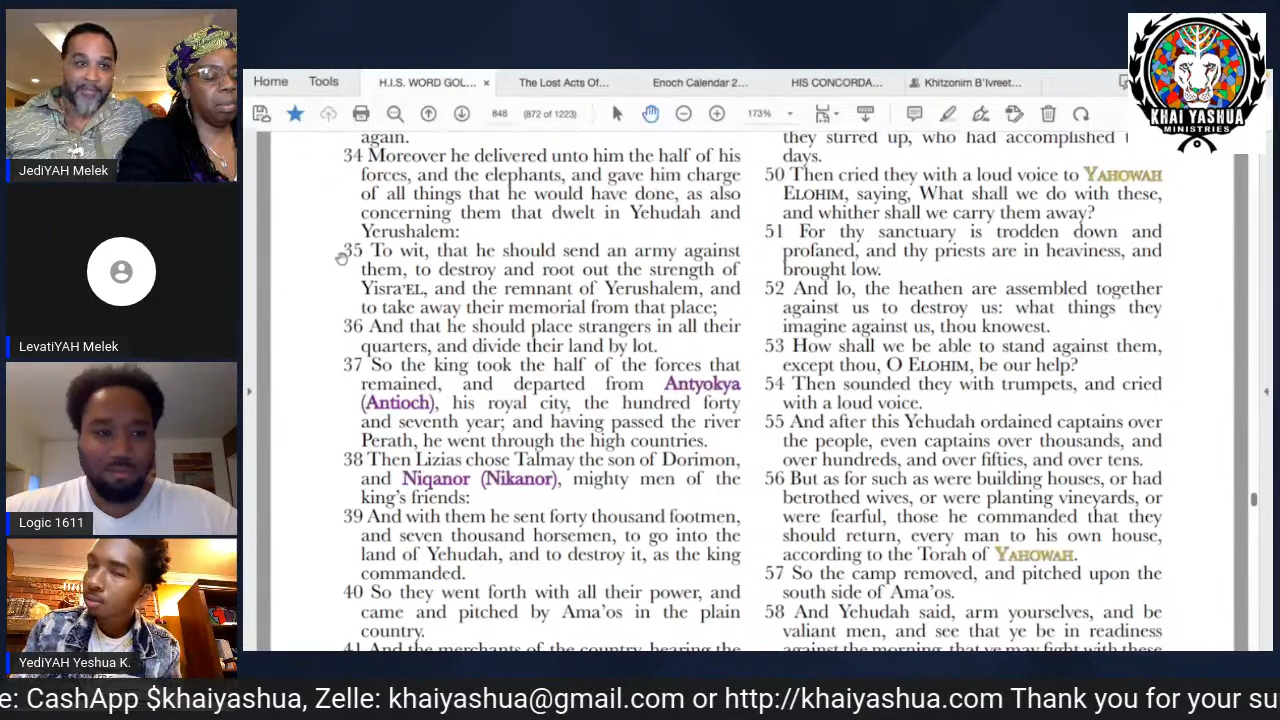 JediYAH Melek
LevatiYAH Melek
Logic 1611
YediYAH Yeshua K.
Home Tools H.I.S. WORD GOL... × The Lost Acts Of... Enoch Calendar 2... HIS CONCORDA... Khitzonim B'Ivreet...
848 (872 of 1223) 173%
again.
34 Moreover he delivered unto him the half of his
forces, and the elephants, and gave him charge
of all things that he would have done, as also
concerning them that dwelt in Yehudah and
Yerushalem:
35 To wit, that he should send an army against
them, to destroy and root out the strength of
Yisra'EL, and the remnant of Yerushalem, and
to take away their memorial from that place;
36 And that he should place strangers in all their
quarters, and divide their land by lot.
37 So the king took the half of the forces that
remained, and departed from Antyokya
(Antioch), his royal city, the hundred forty
and seventh year; and having passed the river
Perath, he went through the high countries.
38 Then Lizias chose Talmay the son of Dorimon,
and Niqanor (Nikanor), mighty men of the
king's friends:
39 And with them he sent forty thousand footmen,
and seven thousand horsemen, to go into the
land of Yehudah, and to destroy it, as the king
commanded.
40 So they went forth with all their power, and
came and pitched by Ama'os in the plain
country.
41 And the merchants of the country, hearing the
they stirred up, who had accomplished
days.
50 Then cried they with a loud voice to YAHOWAH
ELOHIM, saying, What shall we do with these,
and whither shall we carry them away?
51 For thy sanctuary is trodden down and
profaned, and thy priests are in heaviness, and
brought low.
52 And lo, the heathen are assembled together
against us to destroy us: what things they
imagine against us, thou knowest.
53 How shall we be able to stand against them,
except thou, O ELOHIM, be our help?
54 Then sounded they with trumpets, and cried
with a loud voice.
55 And after this Yehudah ordained captains over
the people, even captains over thousands, and
over hundreds, and over fifties, and over tens.
56 But as for such as were building houses, or had
betrothed wives, or were planting vineyards, or
were fearful, those he commanded that they
should return, every man to his own house,
according to the Torah of YAHOWAH.
57 So the camp removed, and pitched upon the
south side of Ama'os.
58 And Yehudah said, arm yourselves, and be
valiant men, and see that ye be in readiness
against the morning, that ye may fight with these
KHAI YASHUA
MINISTRIES
e: CashApp $khaiyashua, Zelle: khaiyashua@gmail.com or http://khaiyashua.com Thank you for your su